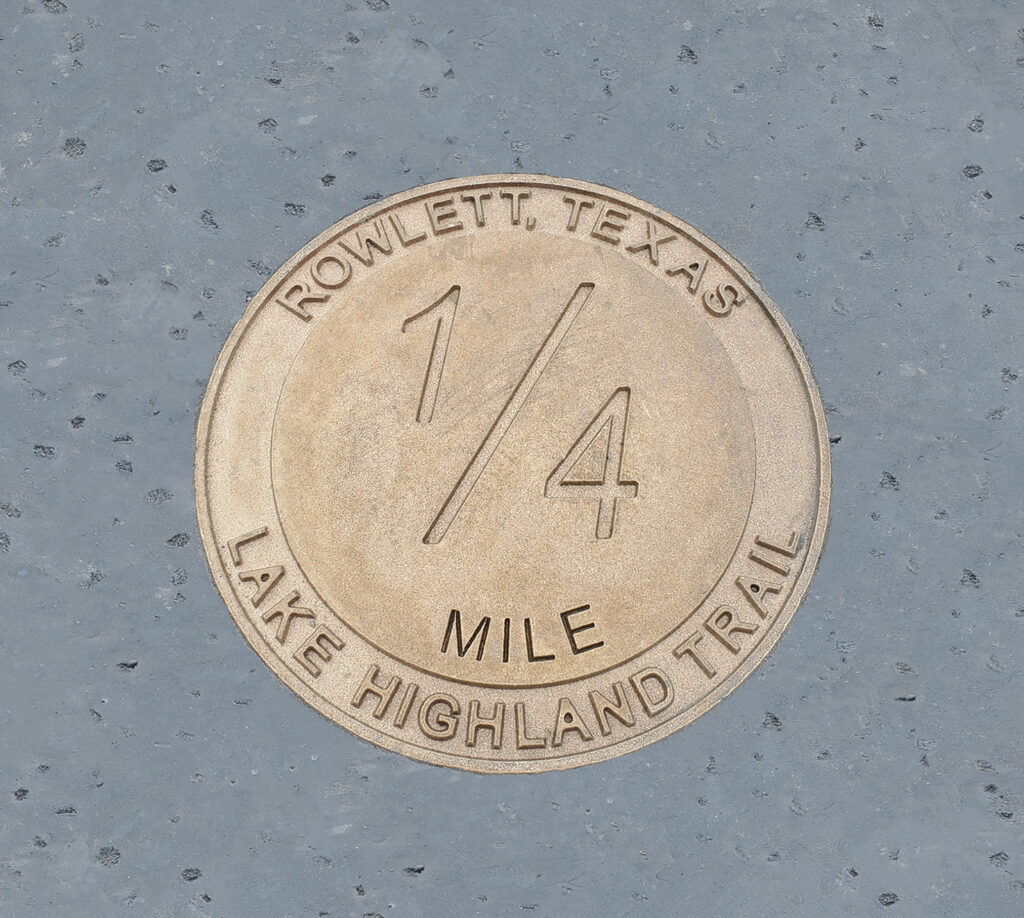 ROWLETT, TEXAS
1/4
MILE
LAKE HIGHLAND TRAIL